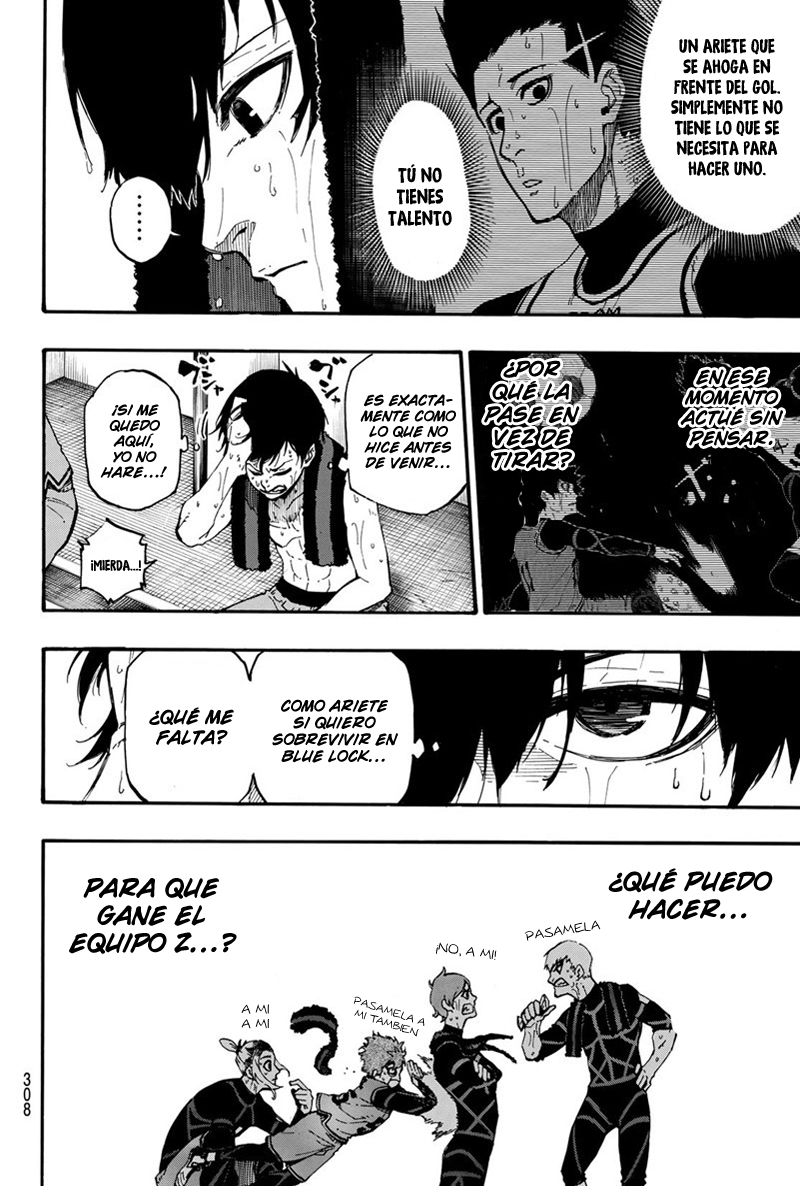 UN ARIETE QUE
SE AHOGA EN
FRENTE DEL GOL.
SIMPLEMENTE NO
TIENE LO QUE SE
NECESITA PARA
HACER UNO.
TÚ NO
TIENES
TALENTO
......
EN ESE
MOMENTO
ACTUÉ SIN
PENSAR.
¿POR
QUÉ LA
PASE EN
VEZ DE
TIRAR?
ES EXACTA-
MENTE COMO
LO QUE NO
HICE ANTES
DE VENIR...
¡SI ME
QUEDO
AQUÍ,
YO NO
HARE...!
¡MIERDA...!
COMO ARIETE
SI QUIERO
SOBREVIVIR EN
BLUE LOCK...
¿QUÉ ME
FALTA?
¿QUÉ PUEDO
HACER...
PARA QUE
GANE EL
EQUIPO Z...?
PASAMELA
¡NO, A MI!
PASAMELA A
MI TAMBIEN
A MI
A MI
308